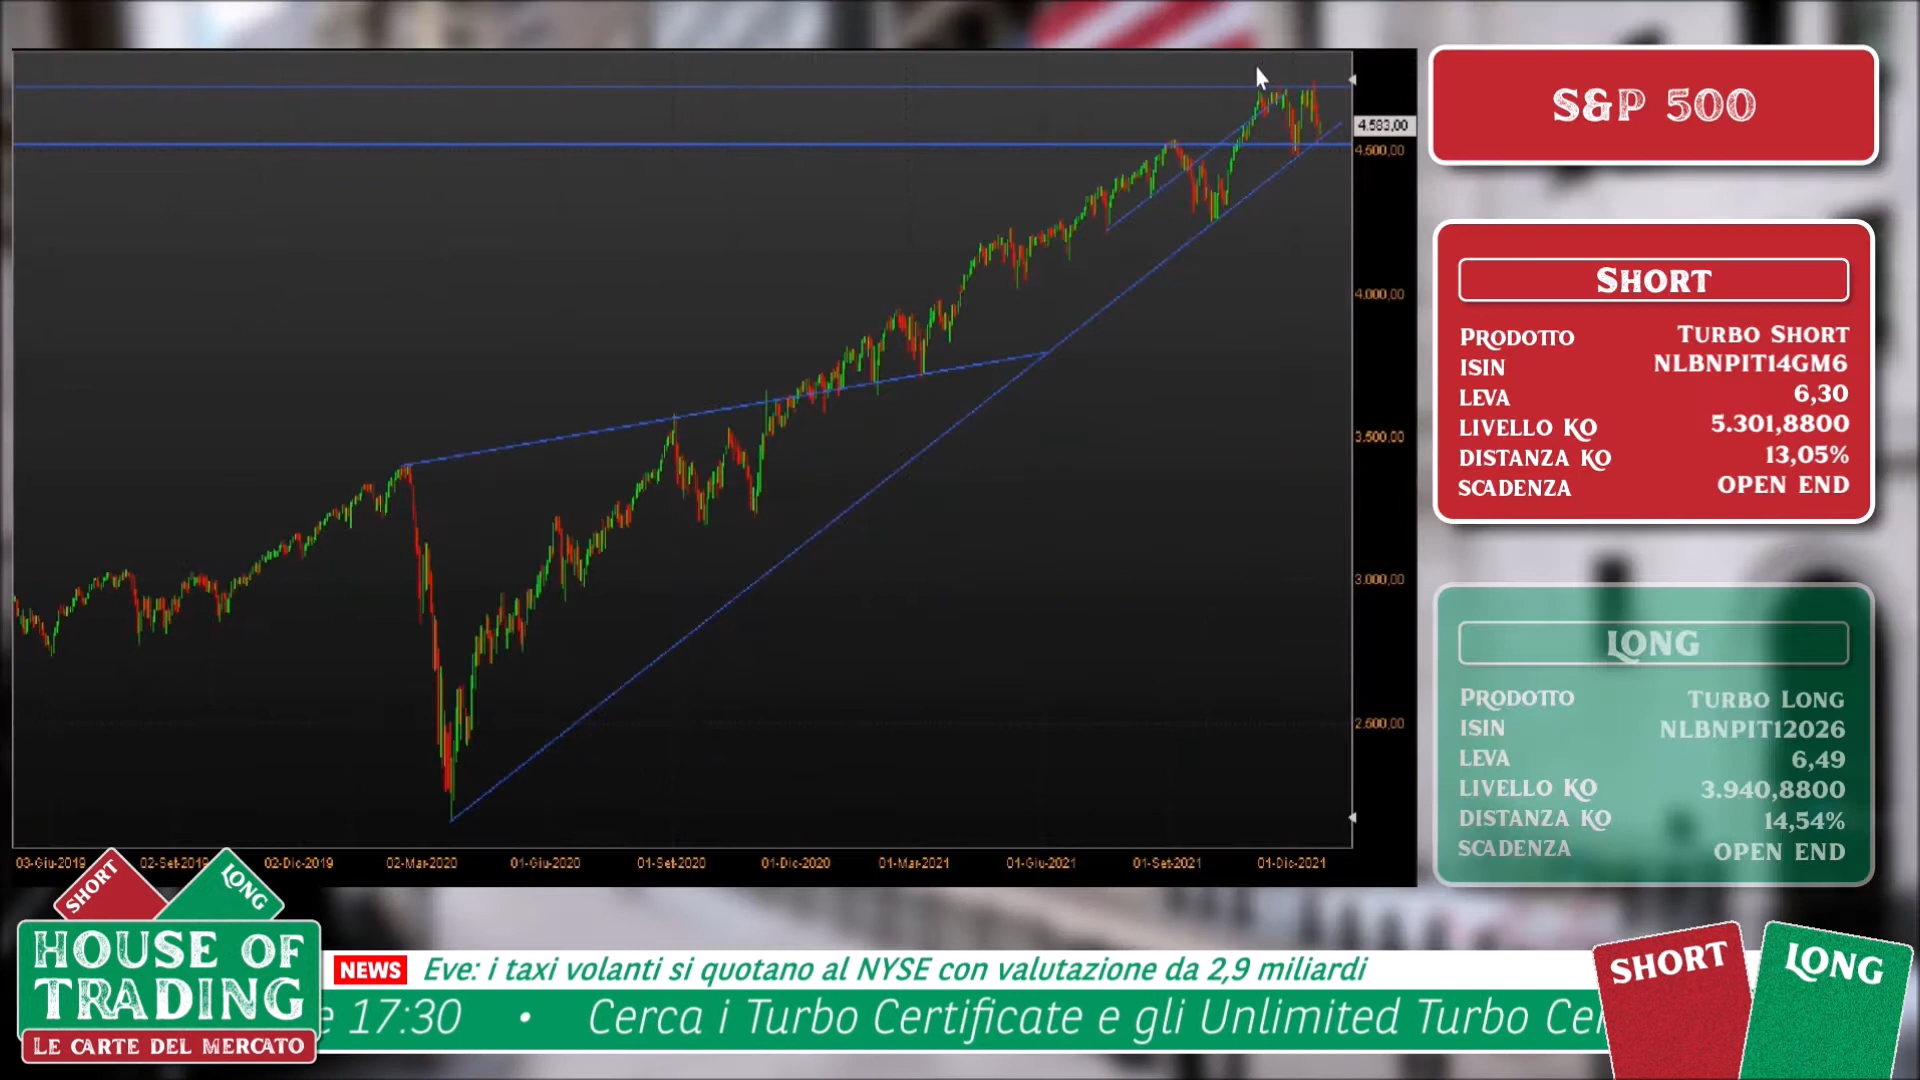 S&P 500
4.583,00
4.500,00
4.000,00
3.500,00
3.000,00
2.500,00
03-Giu-2019 02-Set-2019 02-Dic-2019 02-Mar-2020 01-Giu-2020 01-Set-2020 01-Dic-2020 01-Mar-2021 01-Giu-2021 01-Set-2021 01-Dic-2021
SHORT
PRODOTTO TURBO SHORT
ISIN NLBNPIT14GM6
LEVA 6,30
LIVELLO KO 5.301,8800
DISTANZA KO 13,05%
SCADENZA OPEN END
LONG
PRODOTTO TURBO LONG
ISIN NLBNPIT12026
LEVA 6,49
LIVELLO KO 3.940,8800
DISTANZA KO 14,54%
SCADENZA OPEN END
SHORT LONG
HOUSE OF
TRADING
LE CARTE DEL MERCATO
NEWS Eve: i taxi volanti si quotano al NYSE con valutazione da 2,9 miliardi
e 17:30 • Cerca i Turbo Certificate e gli Unlimited Turbo Cer
SHORT LONG